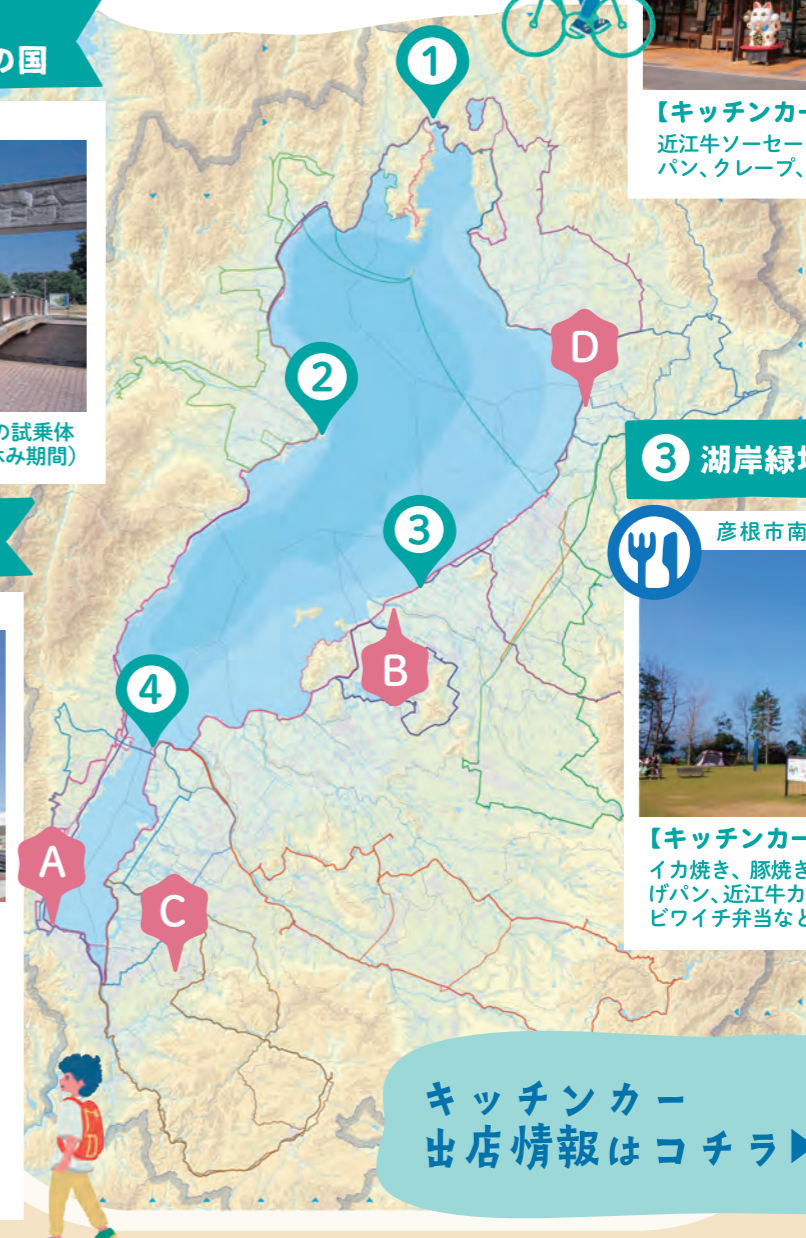 の国
の試乗体
休み期間）
1
2
3
4
A
B
C
D
【キッチンカー
近江牛ソーセー
パン、クレープ、
3 湖岸緑地
彦根市南
【キッチンカー
イカ焼き、豚焼き
げパン、近江牛カ
ビワイチ弁当など
キッチンカー
出店情報はコチラ▶